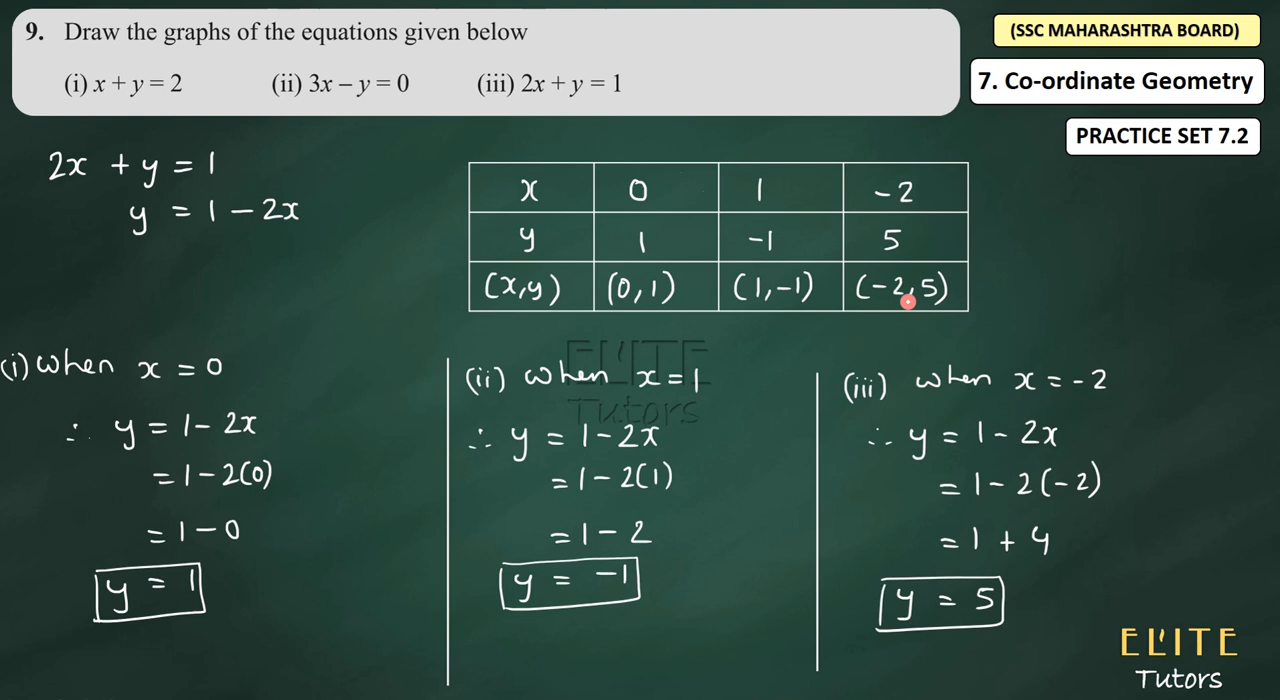 9. Draw the graphs of the equations given below
(i) x + y = 2 (ii) 3x – y = 0 (iii) 2x + y = 1
(SSC MAHARASHTRA BOARD)
7. Co-ordinate Geometry
PRACTICE SET 7.2
2x + y = 1
y = 1 - 2x
x 0 1 -2
y 1 -1 5
(x,y) (0,1) (1,-1) (-2,5)
ELITE
Tutors
(i) when x = 0
∴ y = 1 - 2x
= 1 - 2(0)
= 1 - 0
y = 1
(ii) when x = 1
∴ y = 1 - 2x
= 1 - 2(1)
= 1 - 2
y = -1
(iii) when x = -2
∴ y = 1 - 2x
= 1 - 2(-2)
= 1 + 4
y = 5
EL'ITE
Tutors